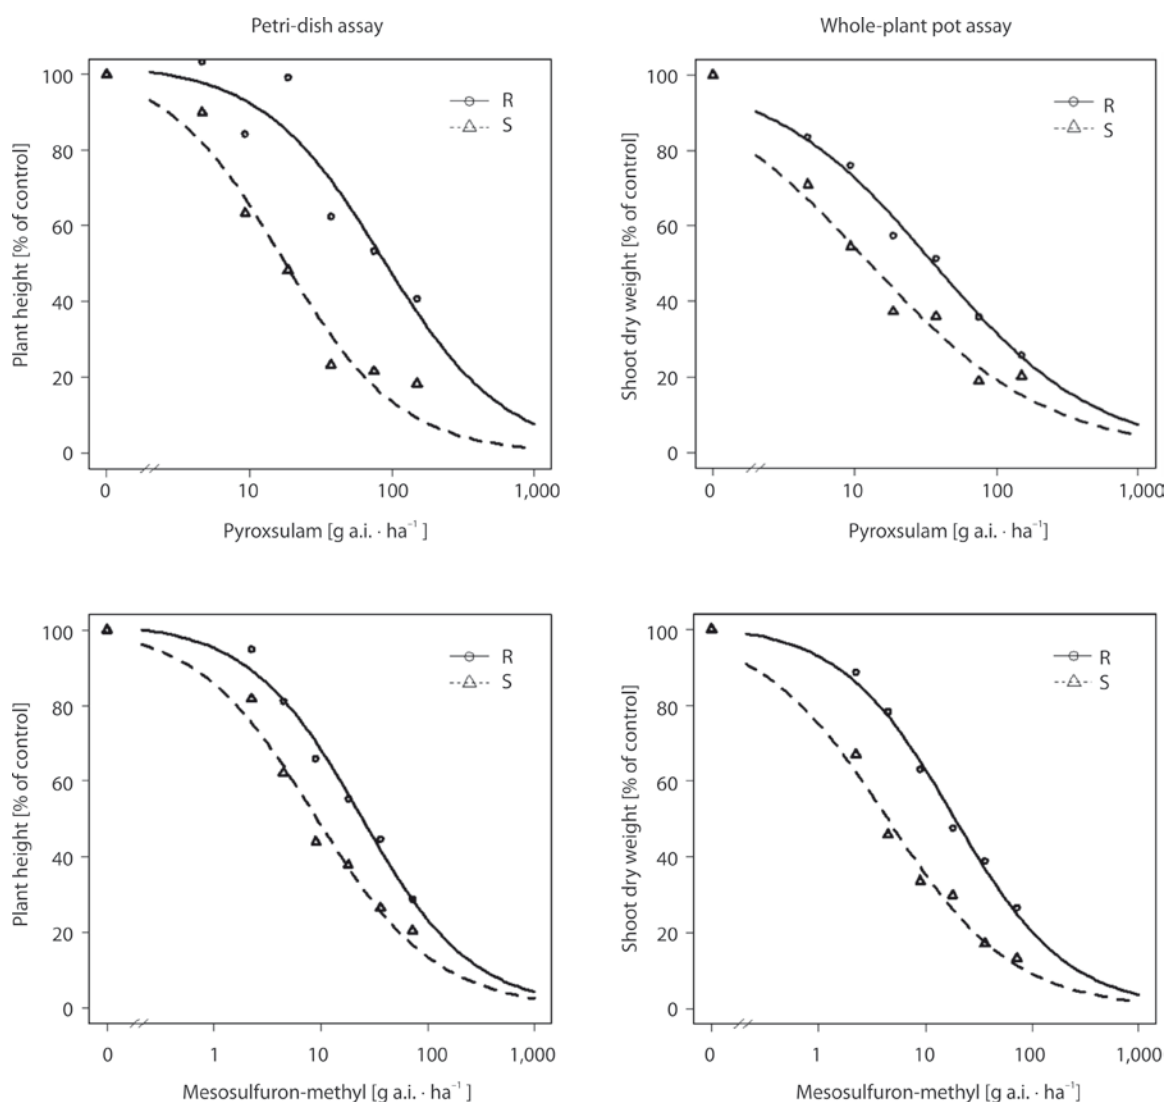 Petri-dish assay
Plant height [% of control]
100
80
60
40
20
0
R
S
0 10 100 1,000
Pyroxsulam [g a.i. · ha⁻¹ ]
Whole-plant pot assay
Shoot dry weight [% of control]
100
80
60
40
20
0
R
S
0 10 100 1,000
Pyroxsulam [g a.i. · ha⁻¹]
Plant height [% of control]
100
80
60
40
20
0
R
S
0 1 10 100 1,000
Mesosulfuron-methyl [g a.i. · ha⁻¹]
Shoot dry weight [% of control]
100
80
60
40
20
0
R
S
0 1 10 100 1,000
Mesosulfuron-methyl [g a.i. · ha⁻¹]